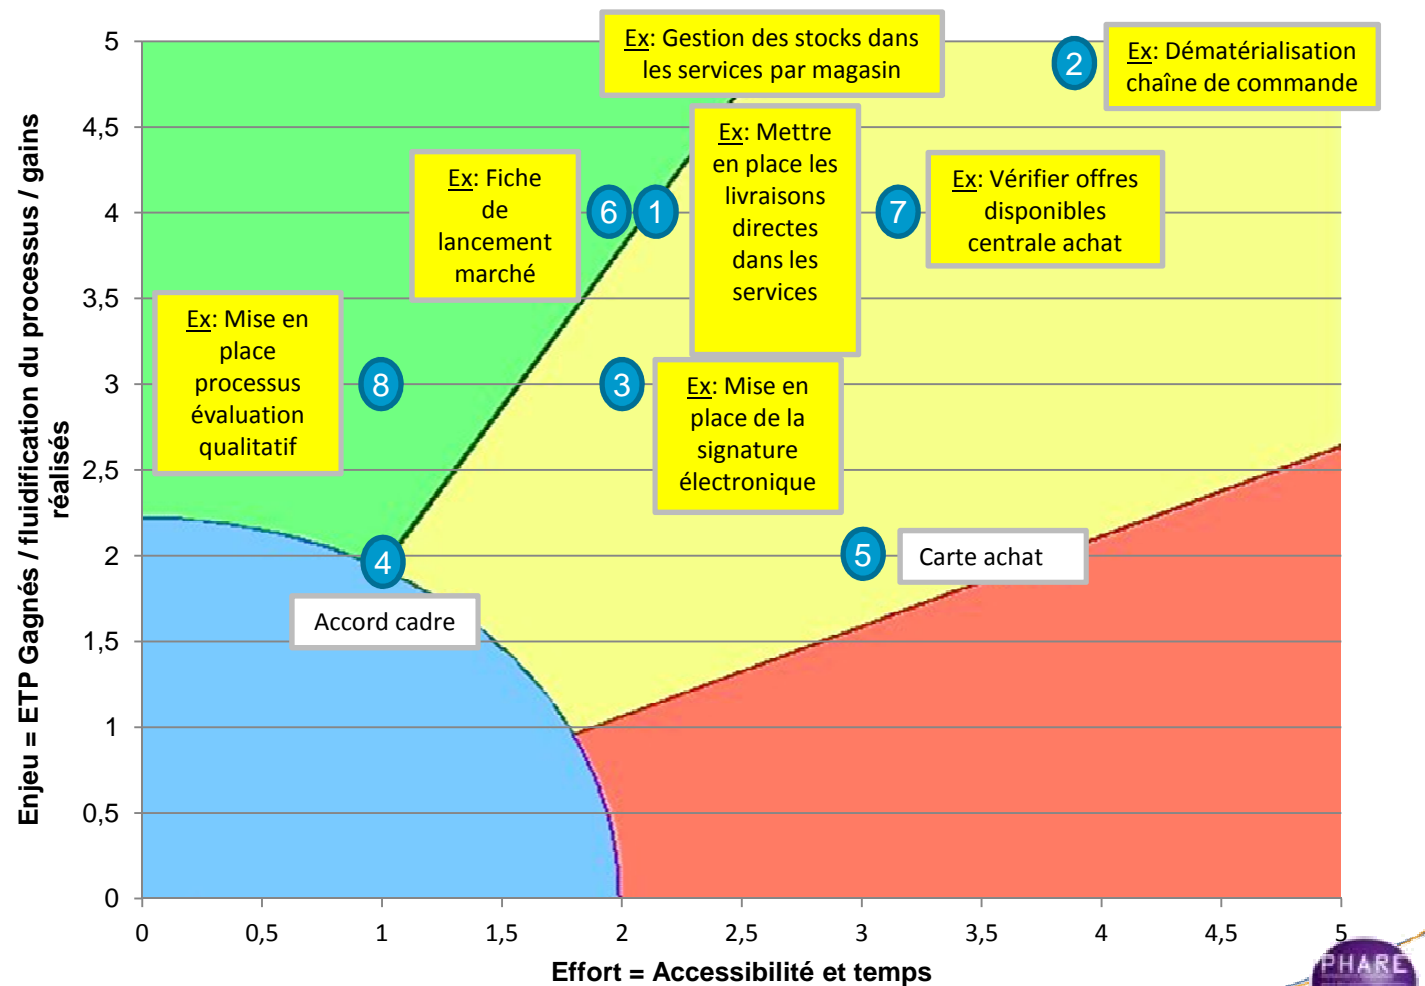 Enjeu = ETP Gagnés / fluidification du processus / gains
réalisés
5
4,5
4
3,5
3
2,5
2
1,5
1
0,5
0
Ex: Gestion des stocks dans
les services par magasin
2
Ex: Dématérialisation
chaîne de commande
Ex: Fiche
de
lancement
marché
6
1
Ex: Mettre
en place les
livraisons
directes
dans les
services
7
Ex: Vérifier offres
disponibles
centrale achat
Ex: Mise en
place
processus
évaluation
qualitatif
8
3
Ex: Mise en
place de la
signature
électronique
4
Accord cadre
5
Carte achat
0
0,5
1
1,5
2
2,5
3
3,5
4
4,5
5
Effort = Accessibilité et temps
PHARE